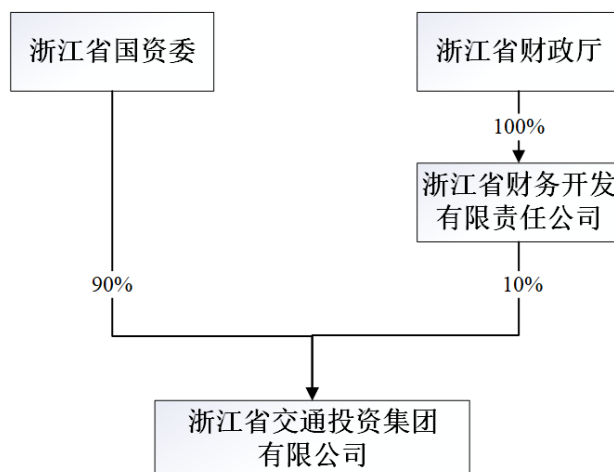 浙江省国资委
浙江省财政厅
100%
浙江省财务开发
有限责任公司
90%
10%
浙江省交通投资集团
有限公司